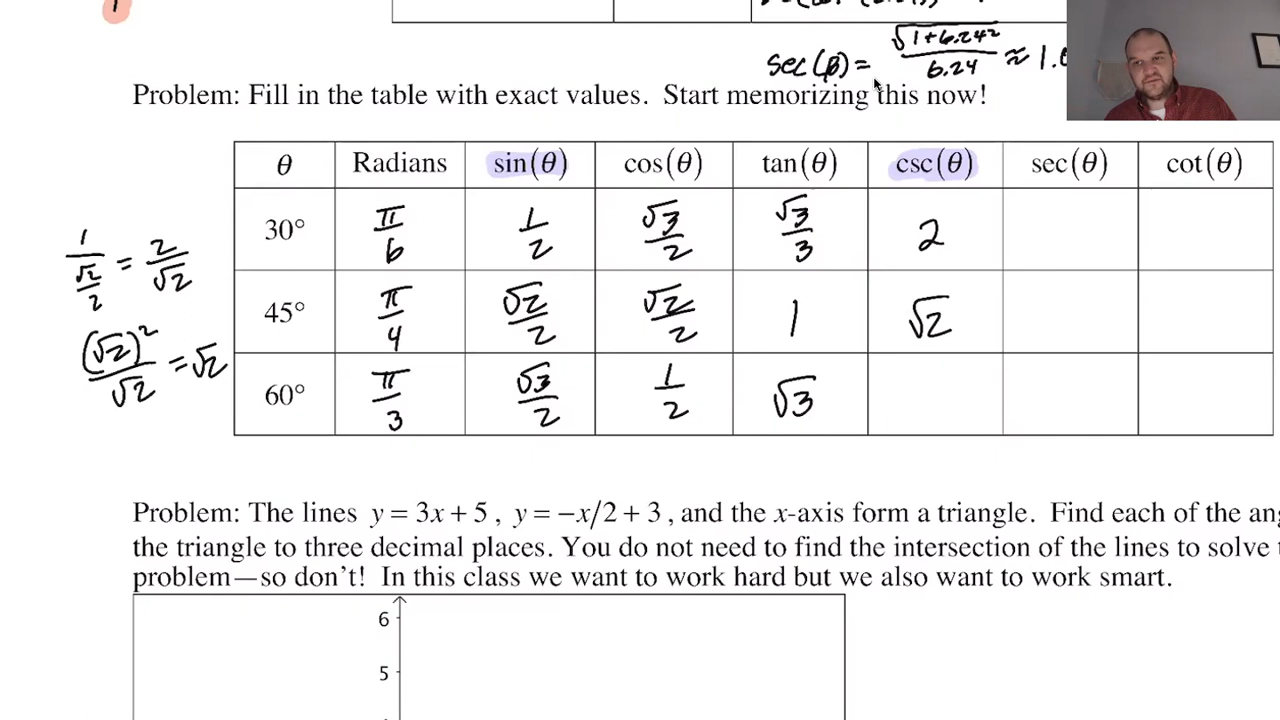 sec(β) = √1+6.24² / 6.24 ≈ 1.0
Problem: Fill in the table with exact values. Start memorizing this now!
θ Radians sin(θ) cos(θ) tan(θ) csc(θ) sec(θ) cot(θ)
30° π/6 1/2 √3/2 √3/3 2
45° π/4 √2/2 √2/2 1 √2
60° π/3 √3/2 1/2 √3
1/(√2/2) = 2/√2
(√2)²/√2 = √2
Problem: The lines y = 3x + 5 , y = −x/2 + 3 , and the x-axis form a triangle. Find each of the
the triangle to three decimal places. You do not need to find the intersection of the lines to solve
problem—so don't! In this class we want to work hard but we also want to work smart.
6
5